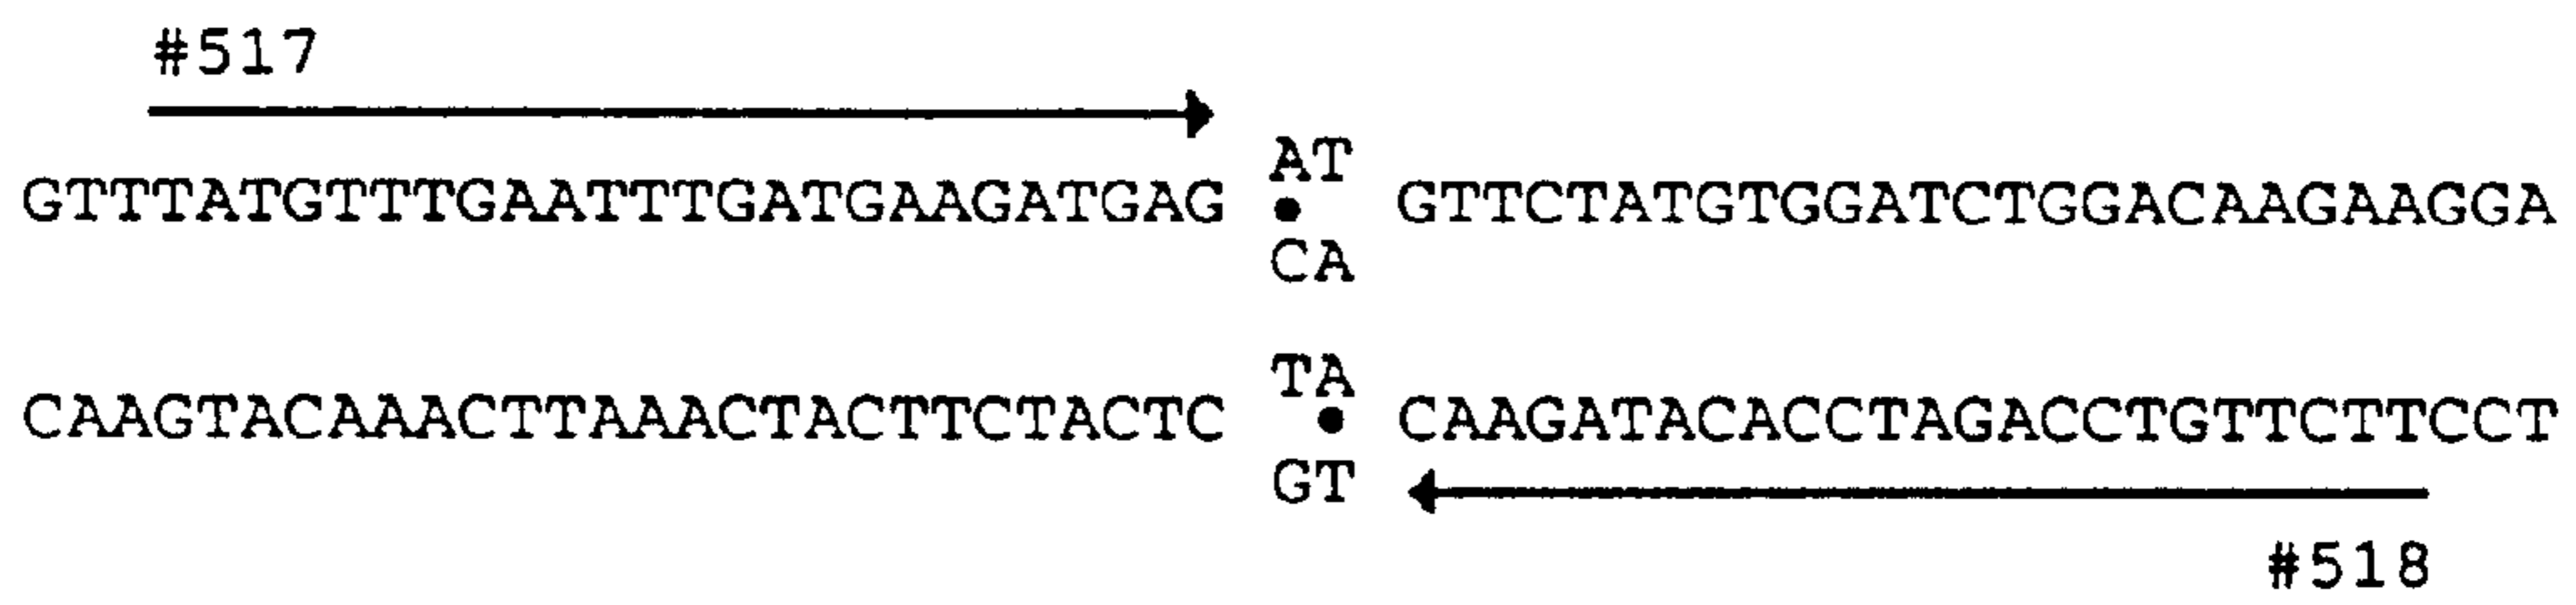 #517
AT
GTTTATGTTTGAATTTGATGAAGATGAG • GTTCTATGTGGATCTGGACAAGAAGGA
CA
TA
CAAGTACAAACTTAAACTACTTCTACTC • CAAGATACACCTAGACCTGTTCTTCCT
GT
#518